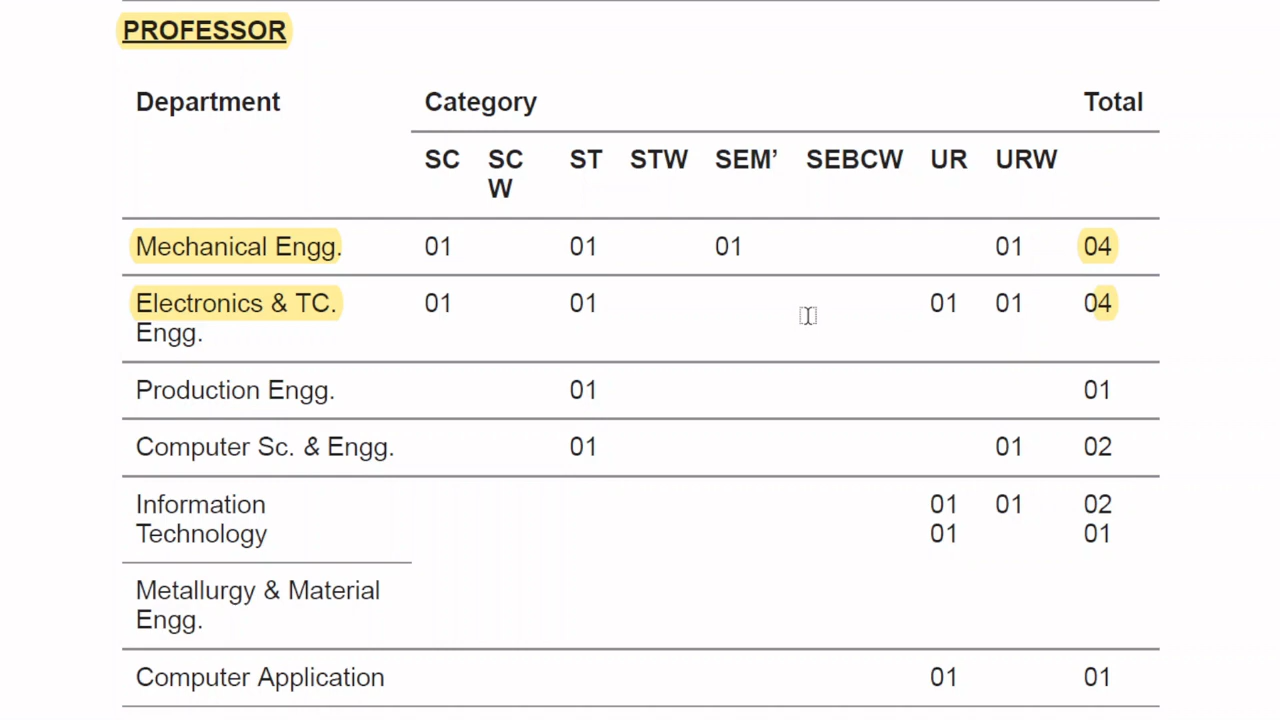 PROFESSOR
Department Category Total
SC SC ST STW SEM’ SEBCW UR URW
W
Mechanical Engg. 01 01 01 01 04
Electronics & TC. 01 01 01 01 04
Engg.
Production Engg. 01 01
Computer Sc. & Engg. 01 01 02
Information 01 01 02
Technology 01 01
Metallurgy & Material
Engg.
Computer Application 01 01